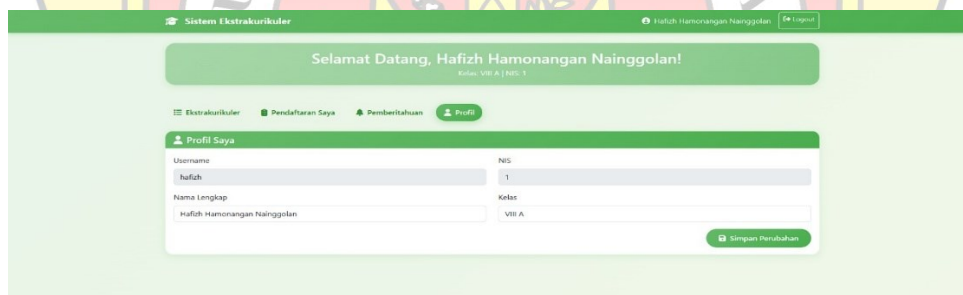 Sistem Ekstrakurikuler
Hafizh Hamonangan Nainggolan Logout
Selamat Datang, Hafizh Hamonangan Nainggolan!
Kelas: VIII A | NIS: 1
Ekstrakurikuler Pendaftaran Saya Pemberitahuan Profil
Profil Saya
Username NIS
hafizh 1
Nama Lengkap Kelas
Hafizh Hamonangan Nainggolan VIII A
Simpan Perubahan